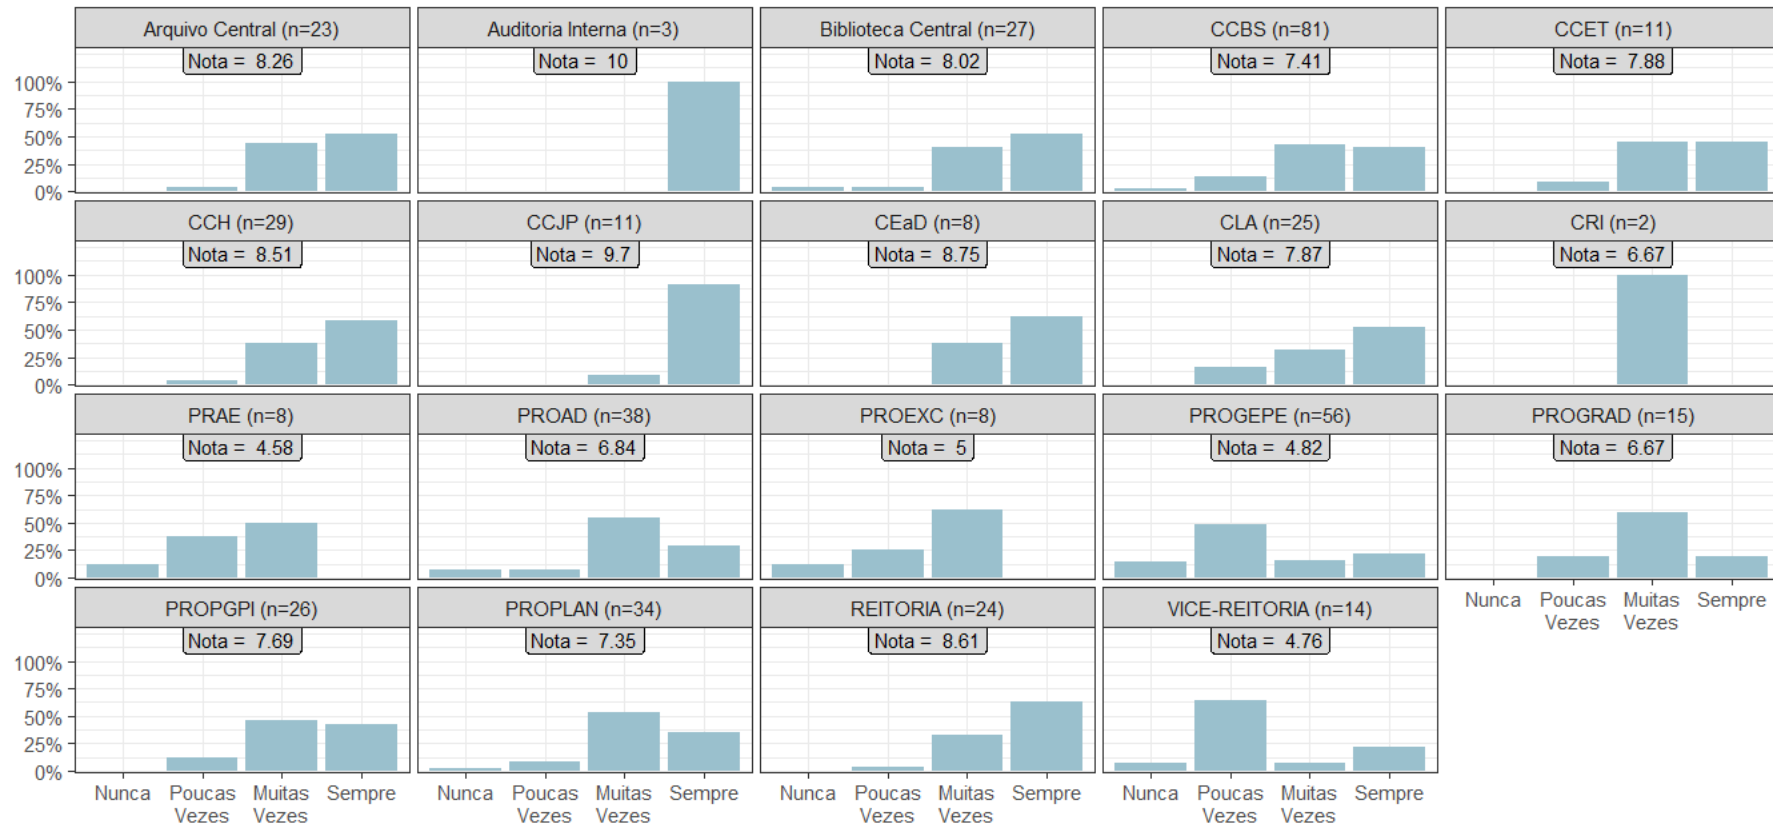 Arquivo Central (n=23)
Nota = 8.26
Auditoria Interna (n=3)
Nota = 10
Biblioteca Central (n=27)
Nota = 8.02
CCBS (n=81)
Nota = 7.41
CCET (n=11)
Nota = 7.88
100%
75%
50%
25%
0%
CCH (n=29)
Nota = 8.51
CCJP (n=11)
Nota = 9.7
CEaD (n=8)
Nota = 8.75
CLA (n=25)
Nota = 7.87
CRI (n=2)
Nota = 6.67
100%
75%
50%
25%
0%
PRAE (n=8)
Nota = 4.58
PROAD (n=38)
Nota = 6.84
PROEXC (n=8)
Nota = 5
PROGEPE (n=56)
Nota = 4.82
PROGRAD (n=15)
Nota = 6.67
100%
75%
50%
25%
0%
Nunca
Poucas
Vezes
Muitas
Vezes
Sempre
PROPGPI (n=26)
Nota = 7.69
PROPLAN (n=34)
Nota = 7.35
REITORIA (n=24)
Nota = 8.61
VICE-REITORIA (n=14)
Nota = 4.76
100%
75%
50%
25%
0%
Nunca
Poucas
Vezes
Muitas
Vezes
Sempre
Nunca
Poucas
Vezes
Muitas
Vezes
Sempre
Nunca
Poucas
Vezes
Muitas
Vezes
Sempre
Nunca
Poucas
Vezes
Muitas
Vezes
Sempre